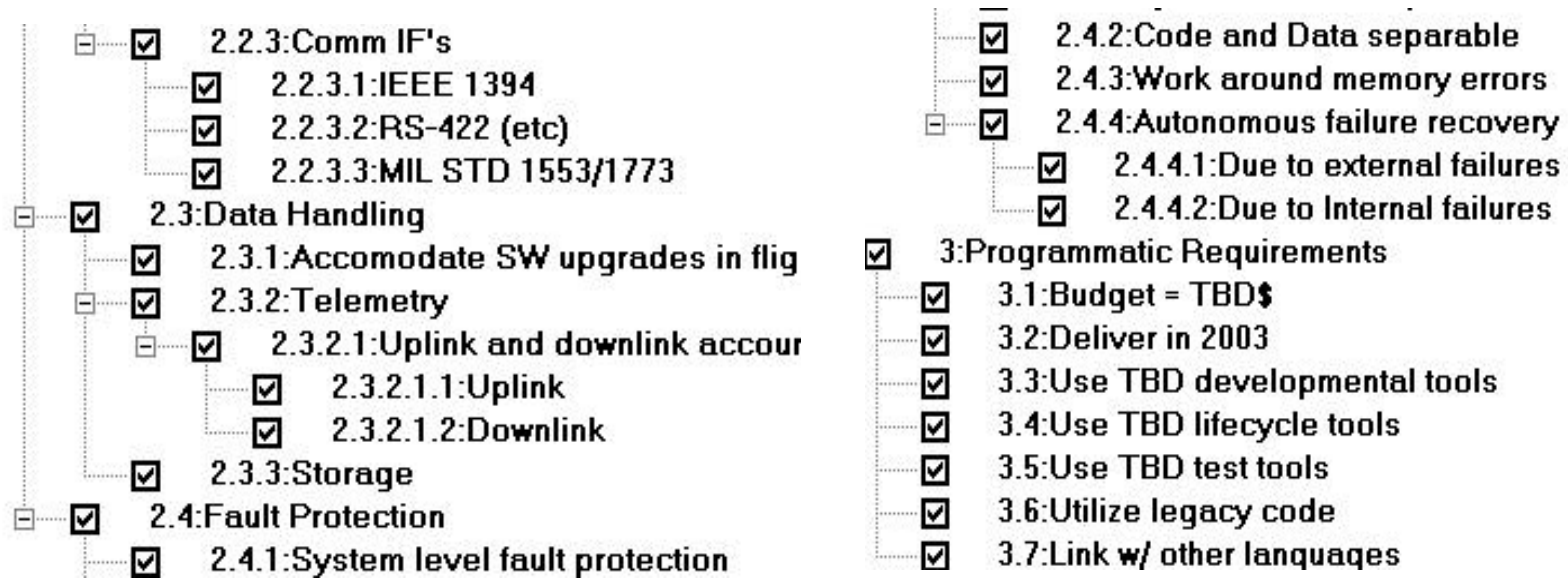 2.2.3:Comm IF's
2.2.3.1:IEEE 1394
2.2.3.2:RS-422 (etc)
2.2.3.3:MIL STD 1553/1773
2.3:Data Handling
2.3.1:Accomodate SW upgrades in flig
2.3.2:Telemetry
2.3.2.1:Uplink and downlink accour
2.3.2.1.1:Uplink
2.3.2.1.2:Downlink
2.3.3:Storage
2.4:Fault Protection
2.4.1:System level fault protection
2.4.2:Code and Data separable
2.4.3:Work around memory errors
2.4.4:Autonomous failure recovery
2.4.4.1:Due to external failures
2.4.4.2:Due to Internal failures
3:Programmatic Requirements
3.1:Budget = TBD$
3.2:Deliver in 2003
3.3:Use TBD developmental tools
3.4:Use TBD lifecycle tools
3.5:Use TBD test tools
3.6:Utilize legacy code
3.7:Link w/ other languages